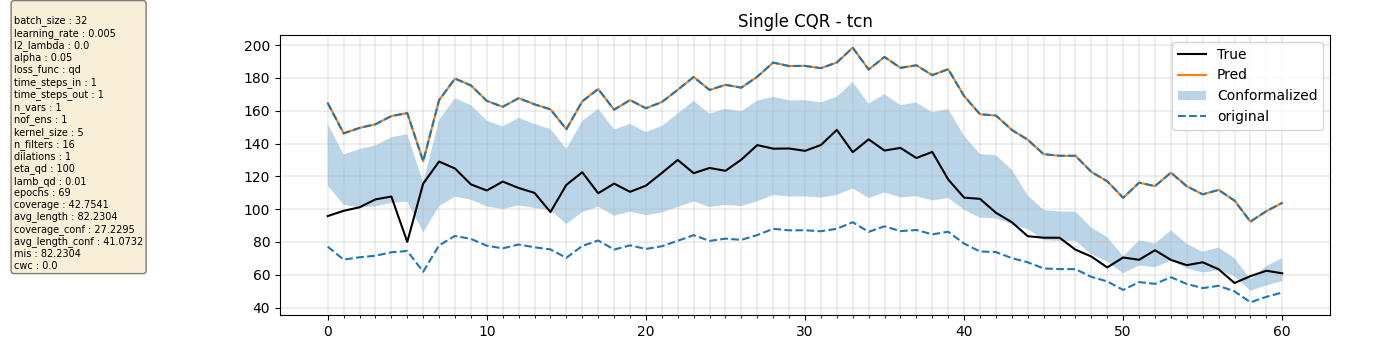 batch_size : 32
learning_rate : 0.005
l2_lambda : 0.0
alpha : 0.05
loss_func : qd
time_steps_in : 1
time_steps_out : 1
n_vars : 1
nof_ens : 1
kernel_size : 5
n_filters : 16
dilations : 1
eta_qd : 100
lamb_qd : 0.01
epochs : 69
coverage : 42.7541
avg_length : 82.2304
coverage_conf : 27.2295
avg_length_conf : 41.0732
mis : 82.2304
cwc : 0.0
Single CQR - tcn
200
180
160
140
120
100
80
60
40
True
Pred
Conformalized
original
0 10 20 30 40 50 60